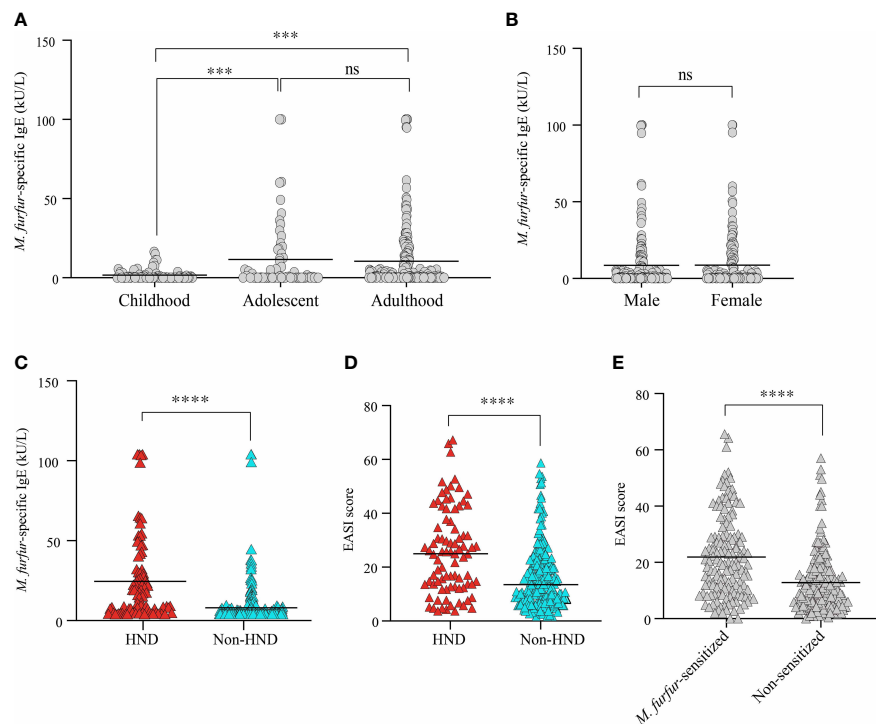 A
M. furfur-specific IgE (kU/L)
150
100
50
0
***
***
ns
Childhood
Adolescent
Adulthood
B
M. furfur-specific IgE (kU/L)
150
100
50
0
ns
Male
Female
C
M. furfur-specific IgE (kU/L)
150
100
50
0
****
HND
Non-HND
D
EASI score
80
60
40
20
0
****
HND
Non-HND
E
EASI score
80
60
40
20
0
****
M. furfur-sensitized
Non-sensitized